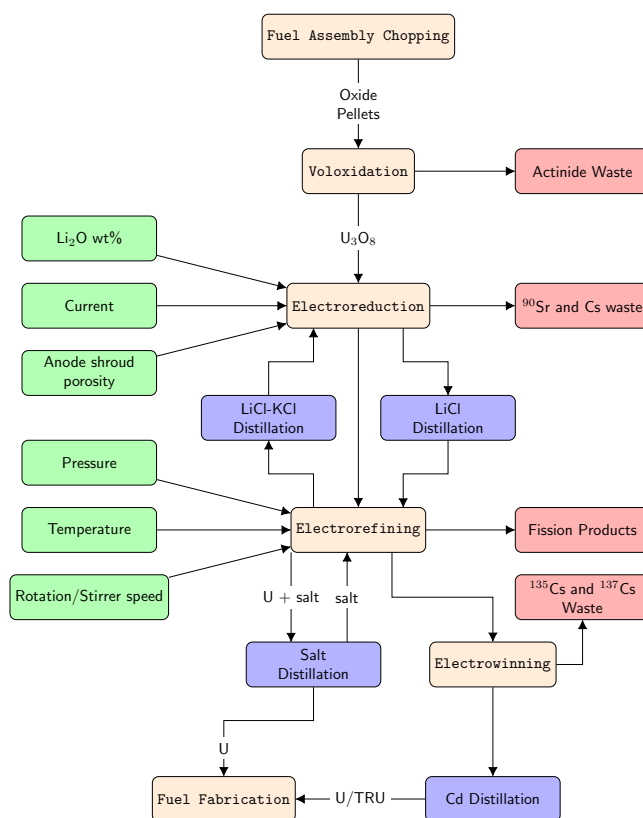 Fuel Assembly Chopping
Oxide
Pellets
Voloxidation
Actinide Waste
Li₂O wt%
U₃O₈
Current
Electroreduction
⁹⁰Sr and Cs waste
Anode shroud
porosity
LiCl-KCl
Distillation
LiCl
Distillation
Pressure
Temperature
Electrorefining
Fission Products
Rotation/Stirrer speed
U + salt
salt
¹³⁵Cs and ¹³⁷Cs
Waste
Salt
Distillation
Electrowinning
U
Fuel Fabrication
U/TRU
Cd Distillation